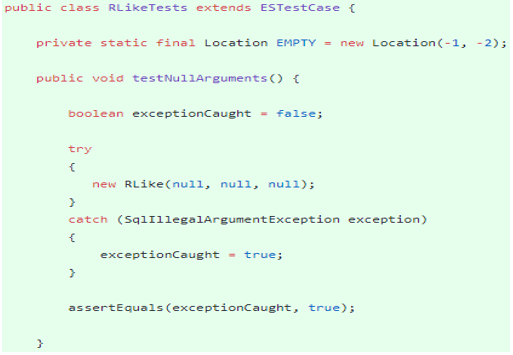 public class RLikeTests extends ESTestCase {
private static final Location EMPTY = new Location(-1, -2);
public void testNullArguments() {
boolean exceptionCaught = false;
try
{
new RLike(null, null, null);
}
catch (SqlIllegalArgumentException exception)
{
exceptionCaught = true;
}
assertEquals(exceptionCaught, true);
}